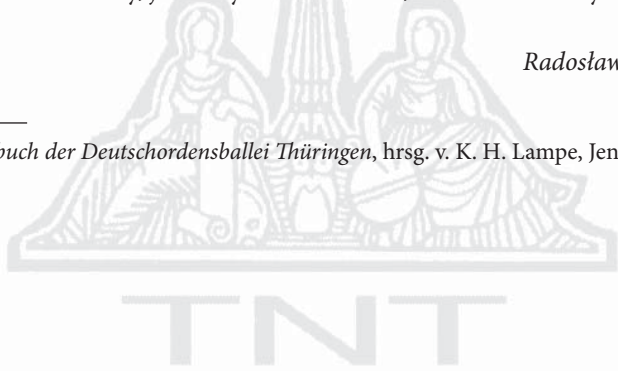 Radosław
buch der Deutschordensballei Thüringen, hrsg. v. K. H. Lampe, Jen
TNT